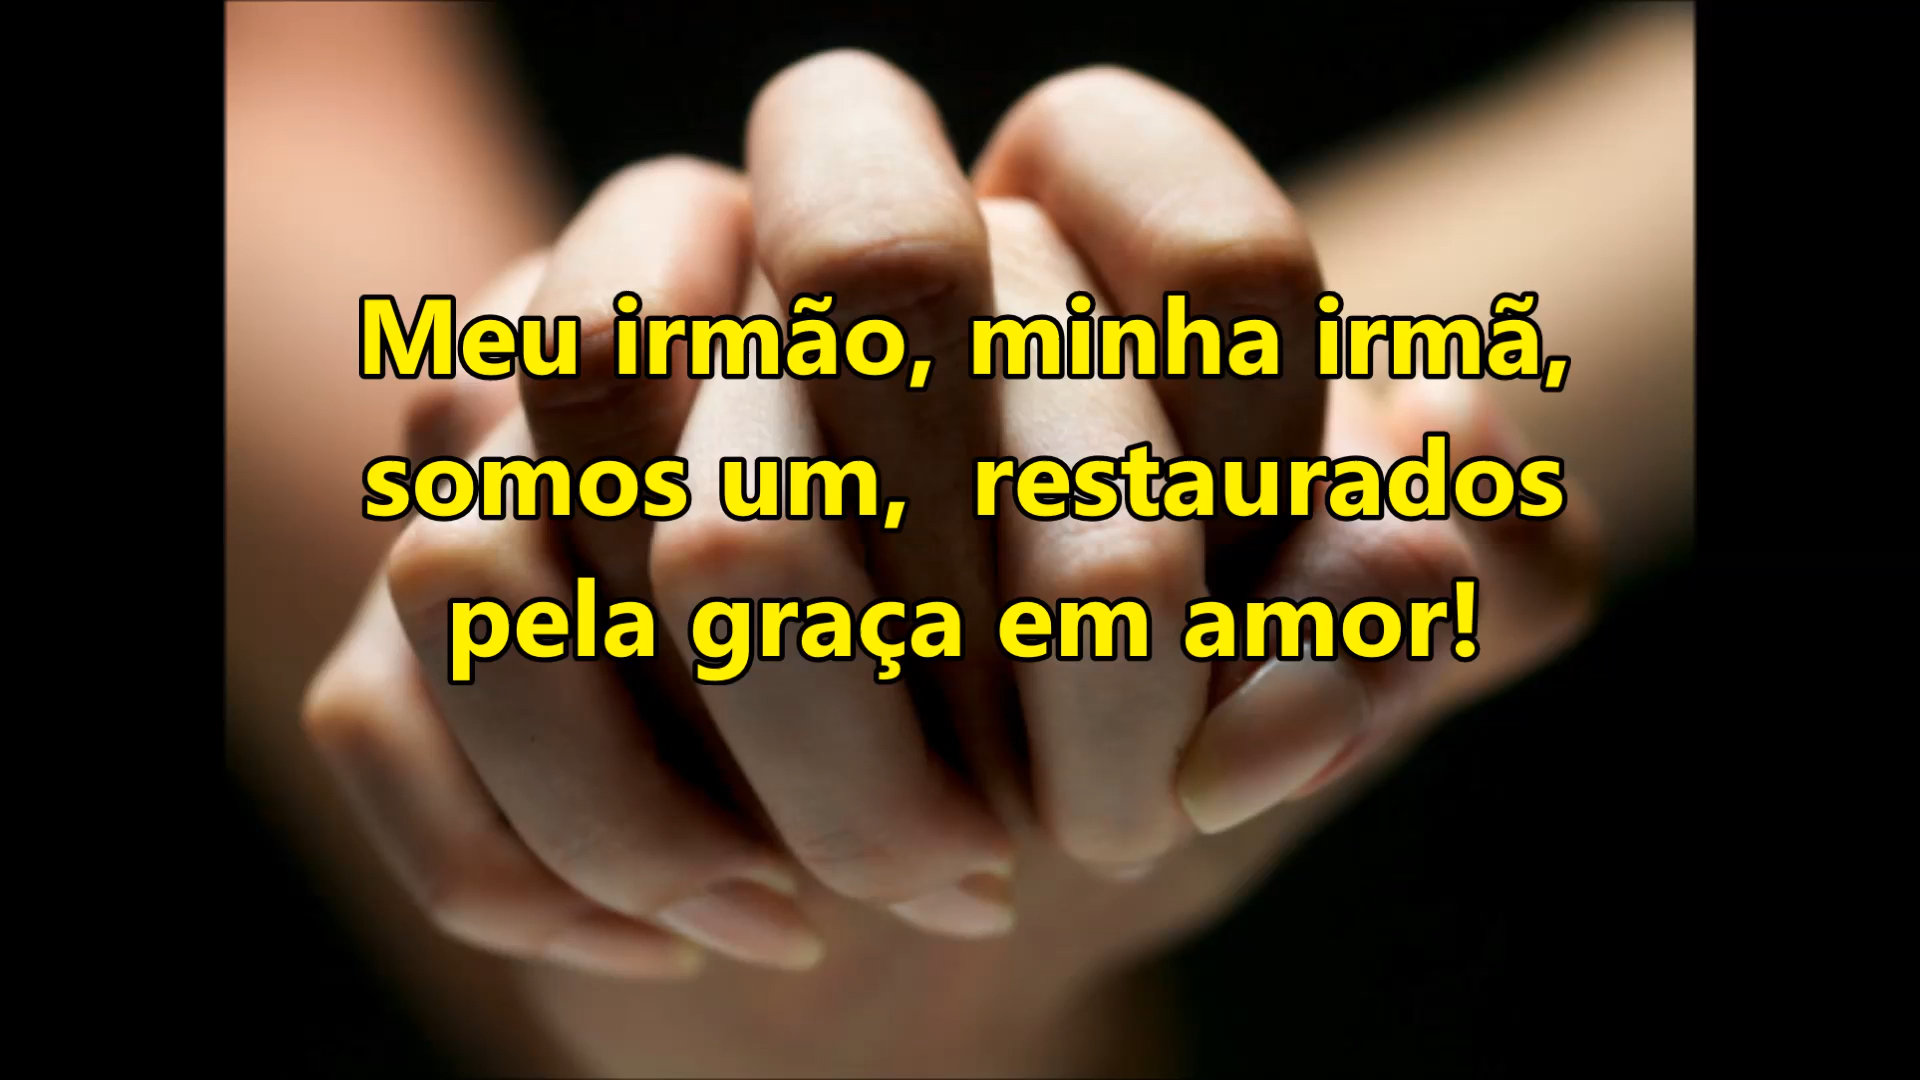 Meu irmão, minha irmã,
somos um, restaurados
pela graça em amor!